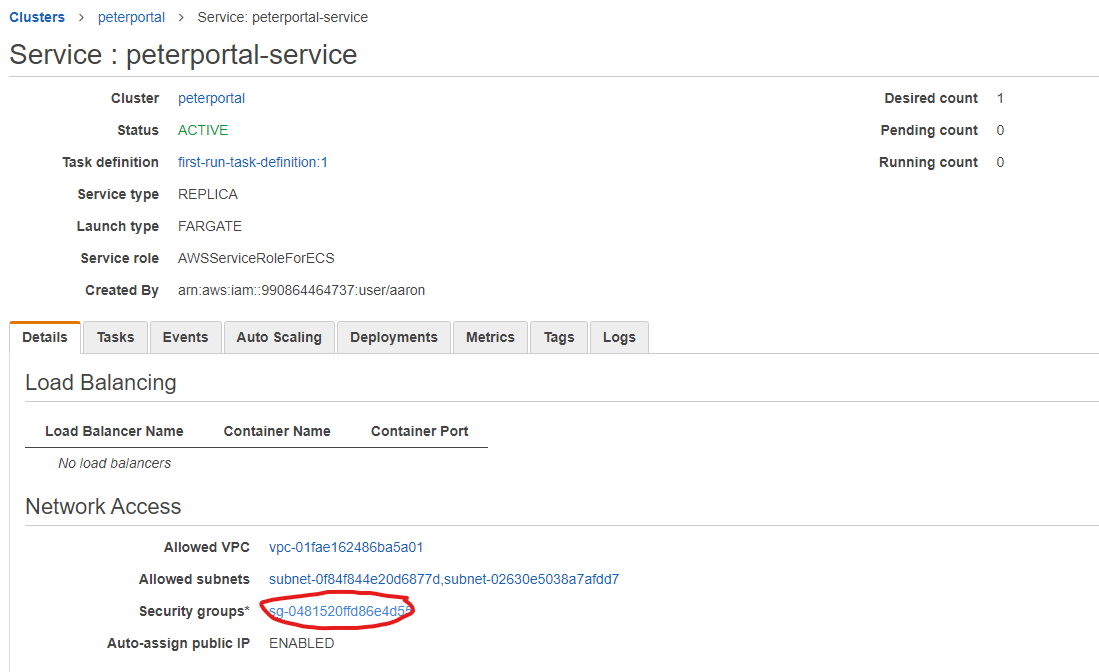 Clusters > peterportal > Service: peterportal-service
Service : peterportal-service
Cluster peterportal Desired count 1
Status ACTIVE Pending count 0
Task definition first-run-task-definition:1 Running count 0
Service type REPLICA
Launch type FARGATE
Service role AWSServiceRoleForECS
Created By arn:aws:iam::990864464737:user/aaron
Details Tasks Events Auto Scaling Deployments Metrics Tags Logs
Load Balancing
Load Balancer Name Container Name Container Port
No load balancers
Network Access
Allowed VPC vpc-01fae162486ba5a01
Allowed subnets subnet-0f84f844e20d6877d,subnet-02630e5038a7afdd7
Security groups* sg-0481520ffd86e4d55
Auto-assign public IP ENABLED